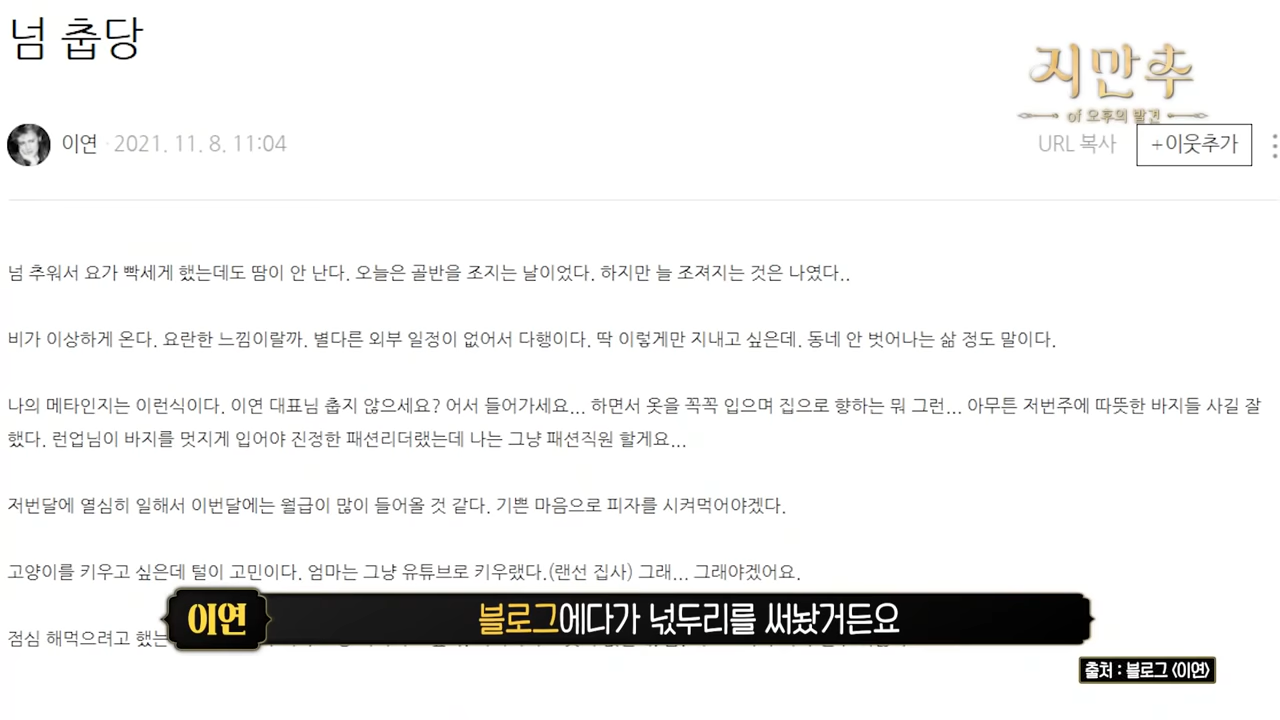 넘 춥당
지만추
of 오후의 발견
이연 · 2021. 11. 8. 11:04
URL 복사
+이웃추가
넘 추워서 요가 빡세게 했는데도 땀이 안 난다. 오늘은 골반을 조지는 날이었다. 하지만 늘 조져지는 것은 나였다..
비가 이상하게 온다. 요란한 느낌이랄까. 별다른 외부 일정이 없어서 다행이다. 딱 이렇게만 지내고 싶은데. 동네 안 벗어나는 삶 정도 말이다.
나의 메타인지는 이런식이다. 이연 대표님 춥지 않으세요? 어서 들어가세요... 하면서 옷을 꼭꼭 입으며 집으로 향하는 뭐 그런... 아무튼 저번주에 따뜻한 바지들 사길 잘
했다. 런업님이 바지를 멋지게 입어야 진정한 패션리더랬는데 나는 그냥 패션직원 할게요...
저번달에 열심히 일해서 이번달에는 월급이 많이 들어올 것 같다. 기쁜 마음으로 피자를 시켜먹어야겠다.
고양이를 키우고 싶은데 털이 고민이다. 엄마는 그냥 유튜브로 키우랬다.(랜선 집사) 그래... 그래야겠어요.
점심 해먹으려고 했는
이연
블로그에다가 넋두리를 써놨거든요
출처 : 블로그 <이연>